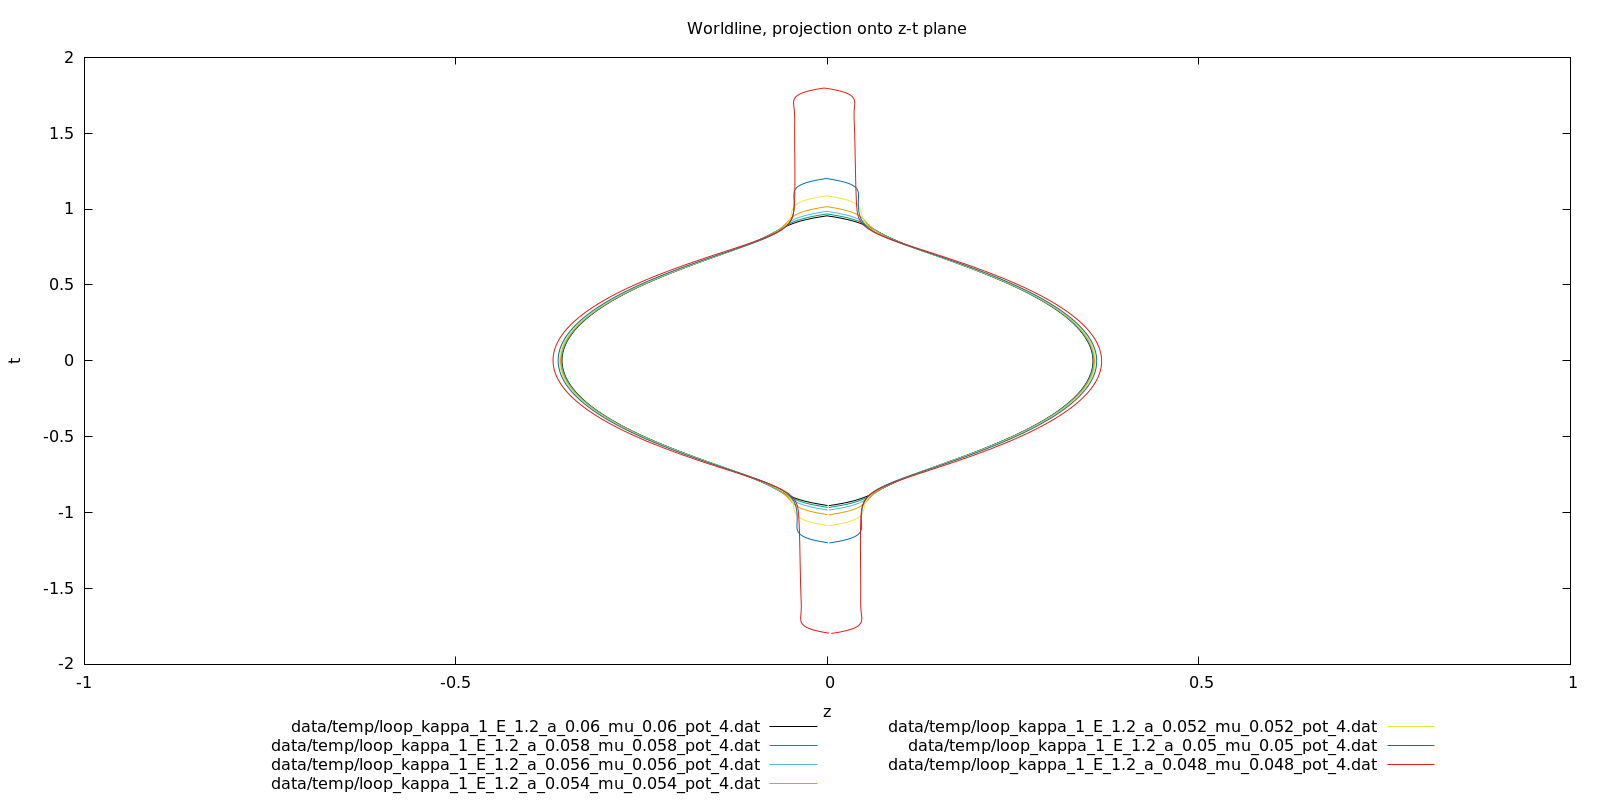 Worldline, projection onto z-t plane
2
1.5
1
0.5
0
-0.5
-1
-1.5
-2
t
-1
-0.5
0
0.5
1
z
data/temp/loop_kappa_1_E_1.2_a_0.06_mu_0.06_pot_4.dat
data/temp/loop_kappa_1_E_1.2_a_0.058_mu_0.058_pot_4.dat
data/temp/loop_kappa_1_E_1.2_a_0.056_mu_0.056_pot_4.dat
data/temp/loop_kappa_1_E_1.2_a_0.054_mu_0.054_pot_4.dat
data/temp/loop_kappa_1_E_1.2_a_0.052_mu_0.052_pot_4.dat
data/temp/loop_kappa_1_E_1.2_a_0.05_mu_0.05_pot_4.dat
data/temp/loop_kappa_1_E_1.2_a_0.048_mu_0.048_pot_4.dat